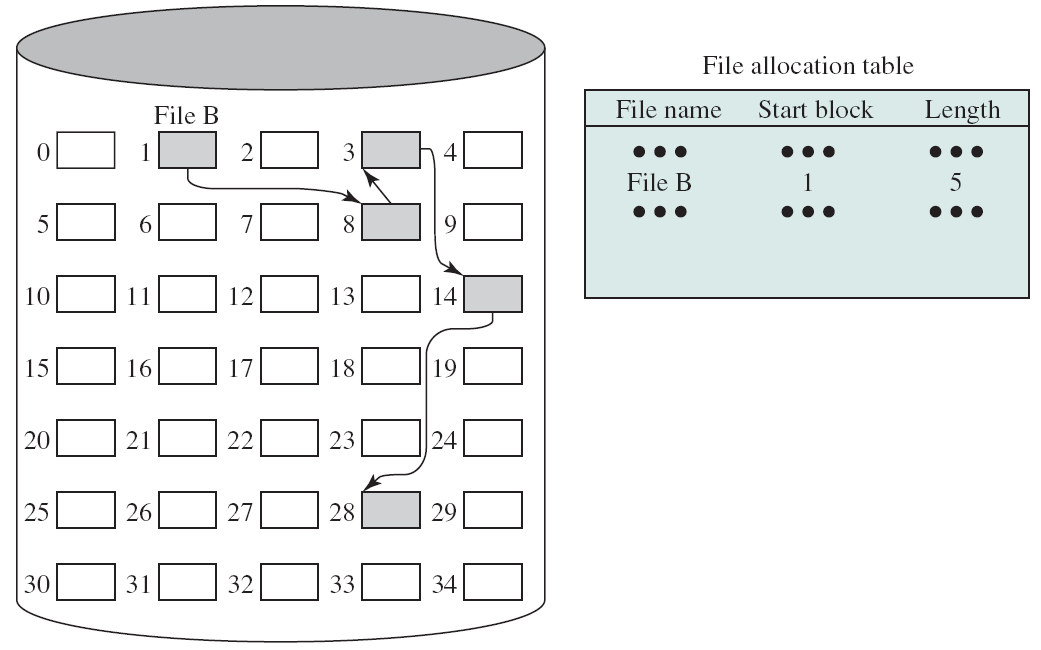 File B
0 1 2 3 4
5 6 7 8 9
10 11 12 13 14
15 16 17 18 19
20 21 22 23 24
25 26 27 28 29
30 31 32 33 34
File allocation table
File name Start block Length
••• ••• •••
File B 1 5
••• ••• •••